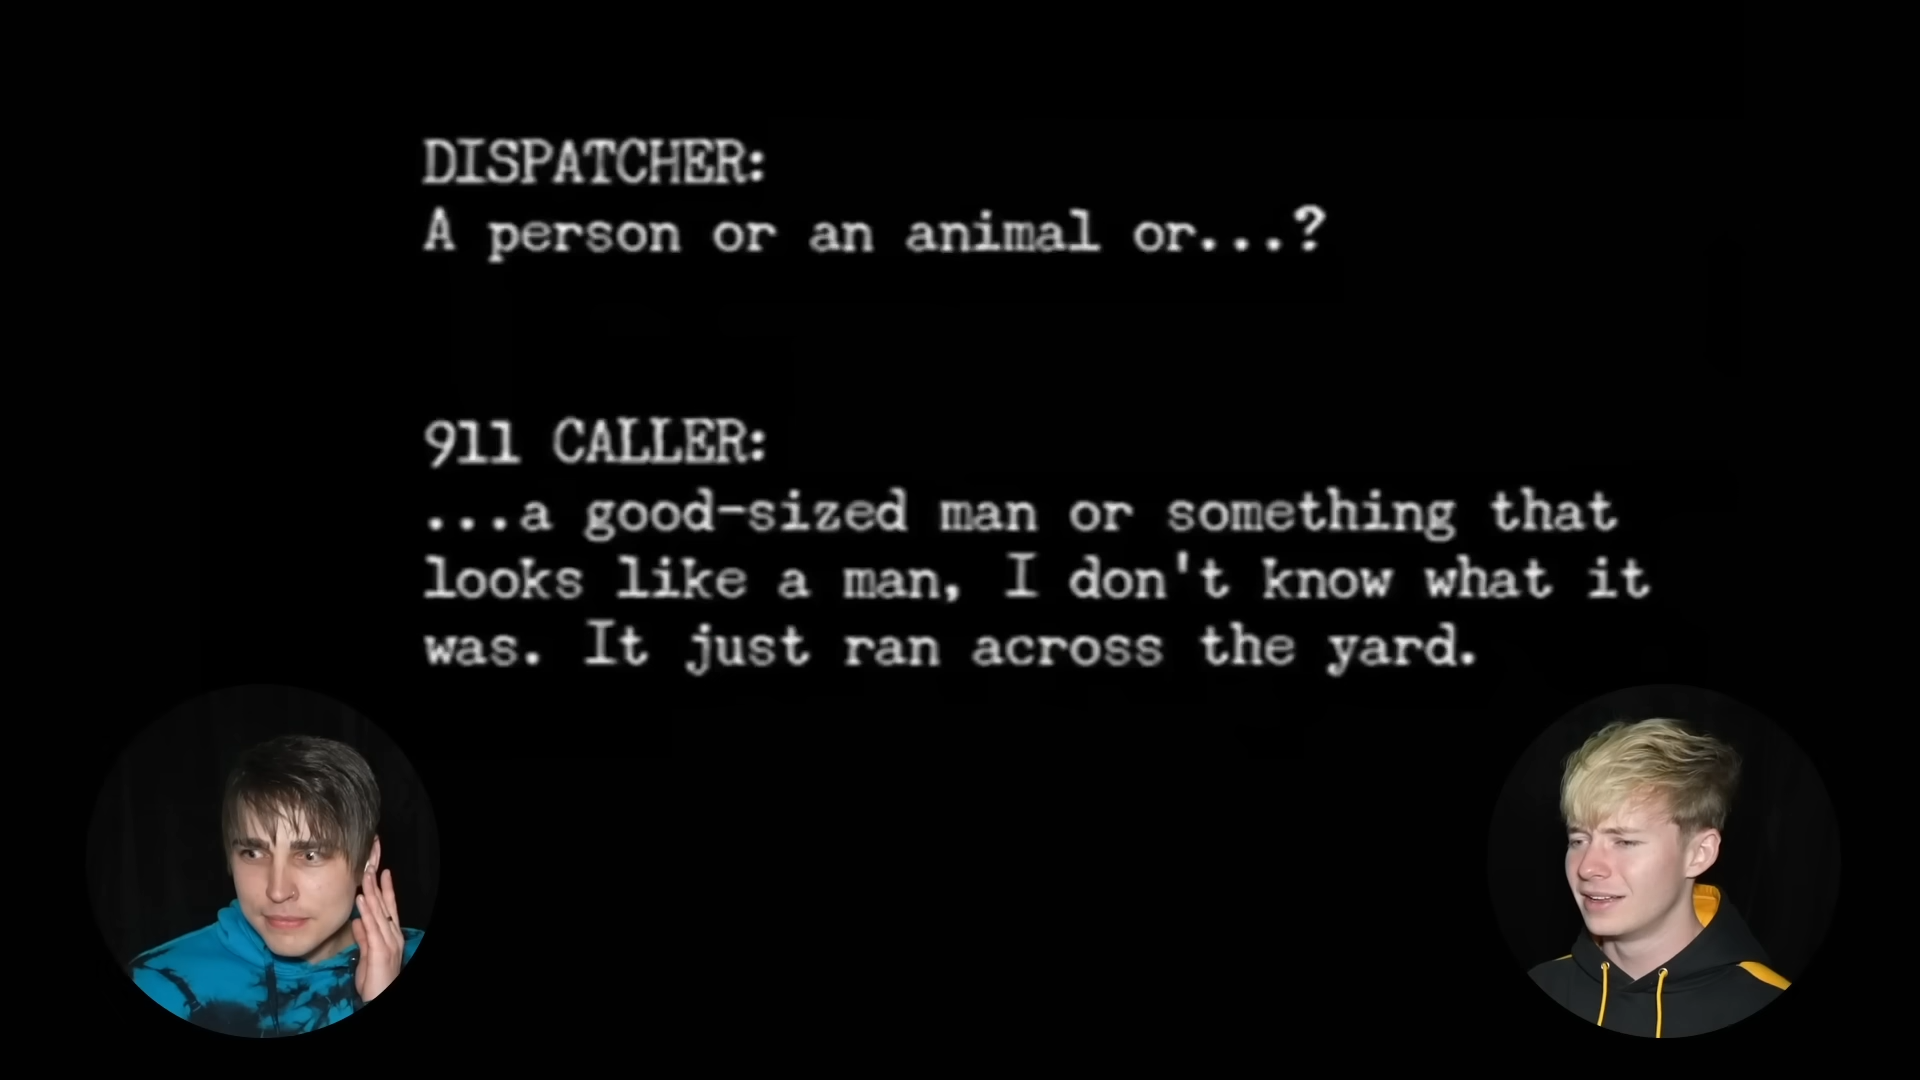 DISPATCHER:
A person or an animal or...?
911 CALLER:
...a good-sized man or something that
looks like a man, I don't know what it
was. It just ran across the yard.